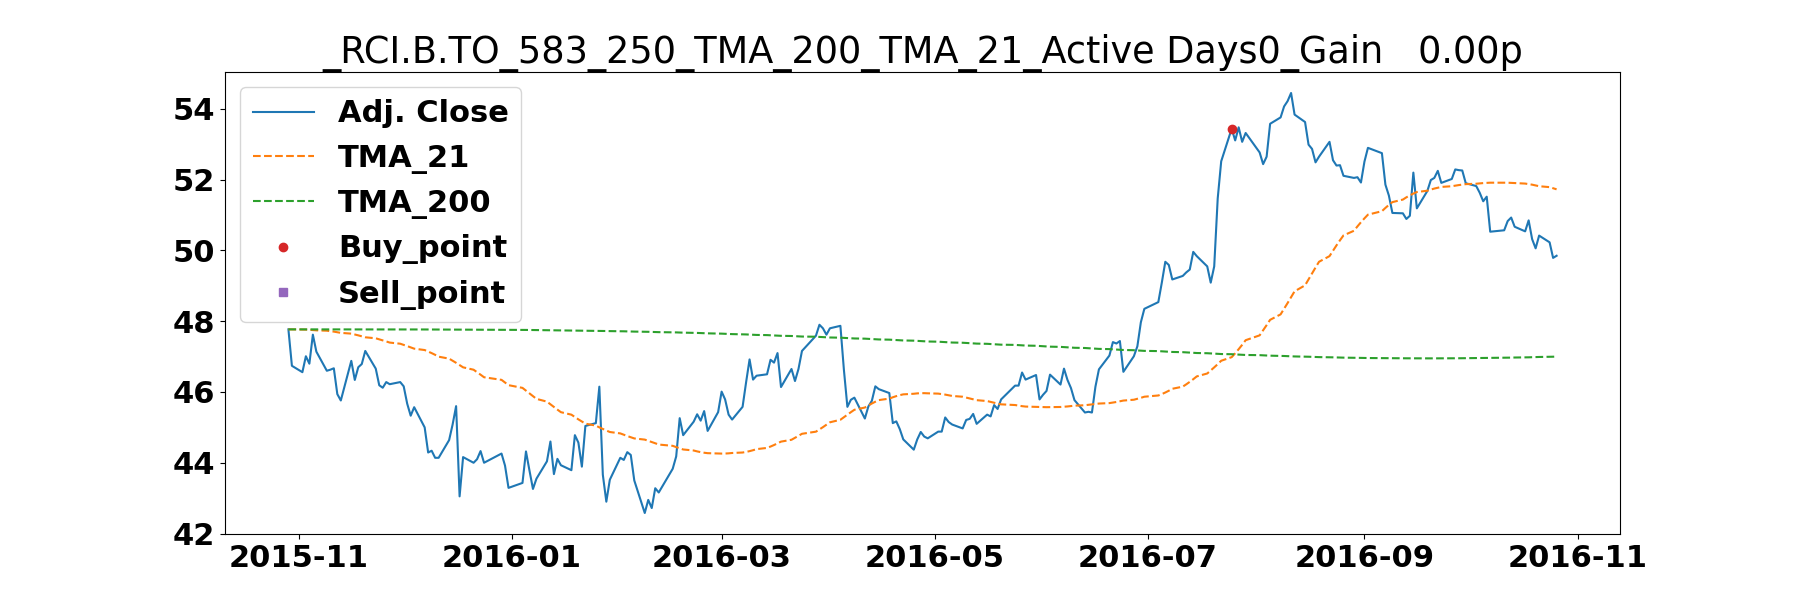 _RCI.B.TO_583_250_TMA_200_TMA_21_Active Days0_Gain   0.00p
54
52
50
48
46
44
42
Adj. Close
TMA_21
TMA_200
Buy_point
Sell_point
2015-11 2016-01 2016-03 2016-05 2016-07 2016-09 2016-11